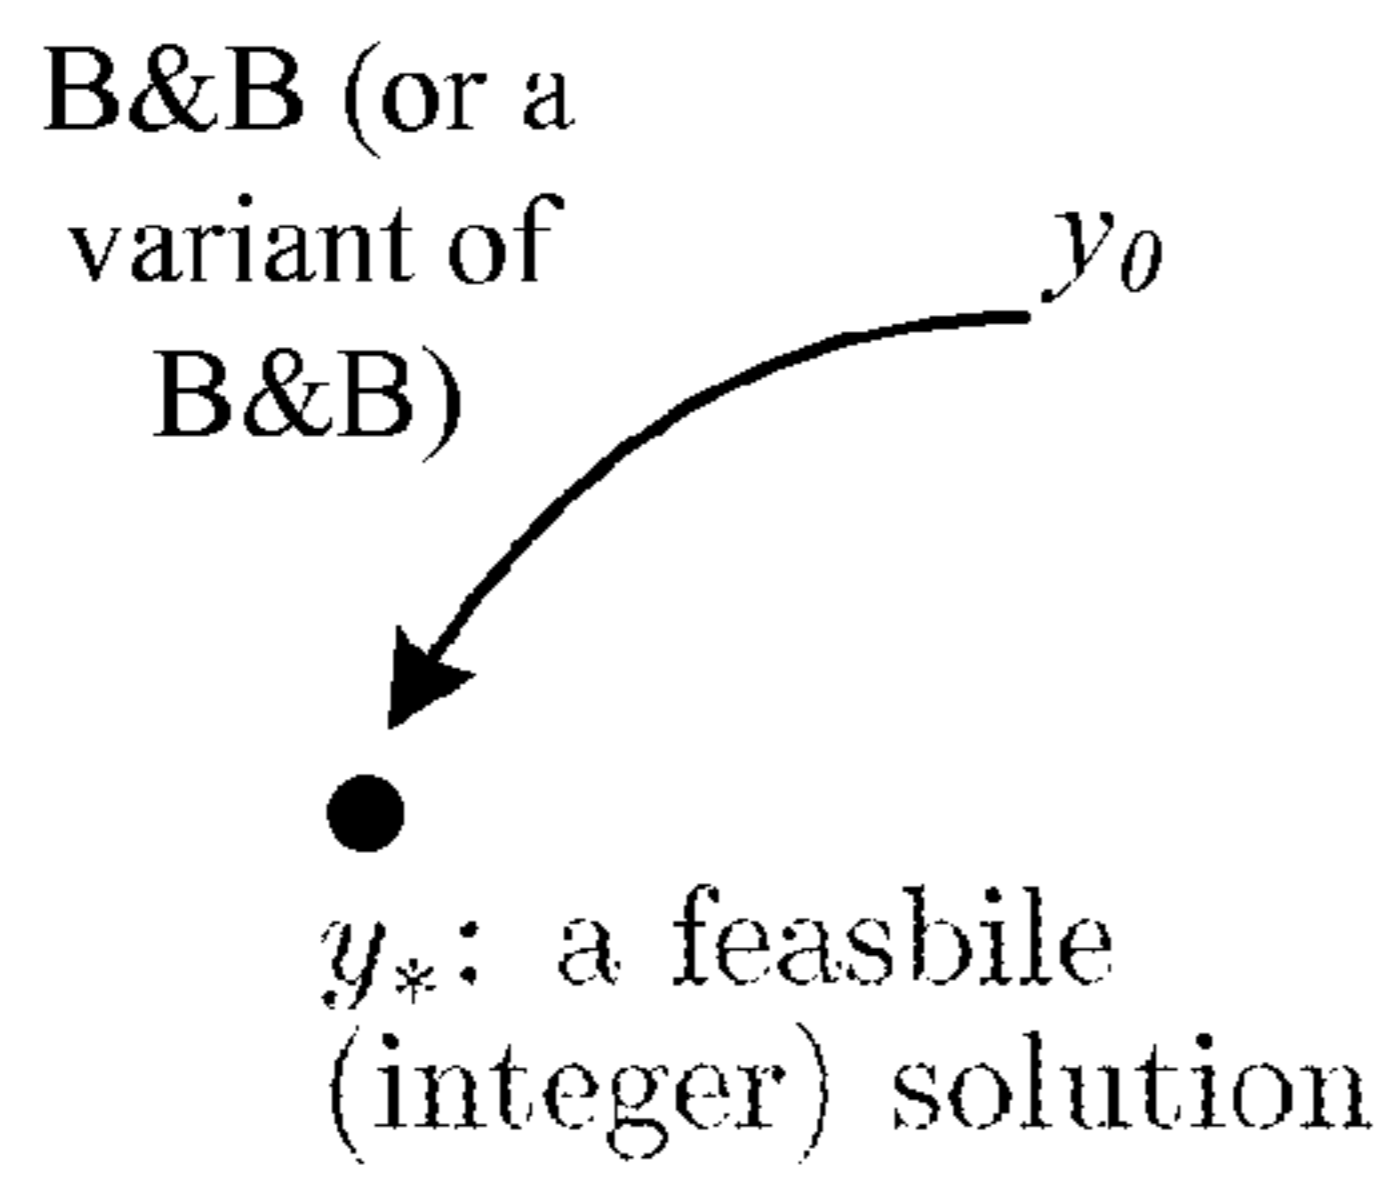 B&B (or a
variant of
B&B)
y₀
y*: a feasbile
(integer) solution